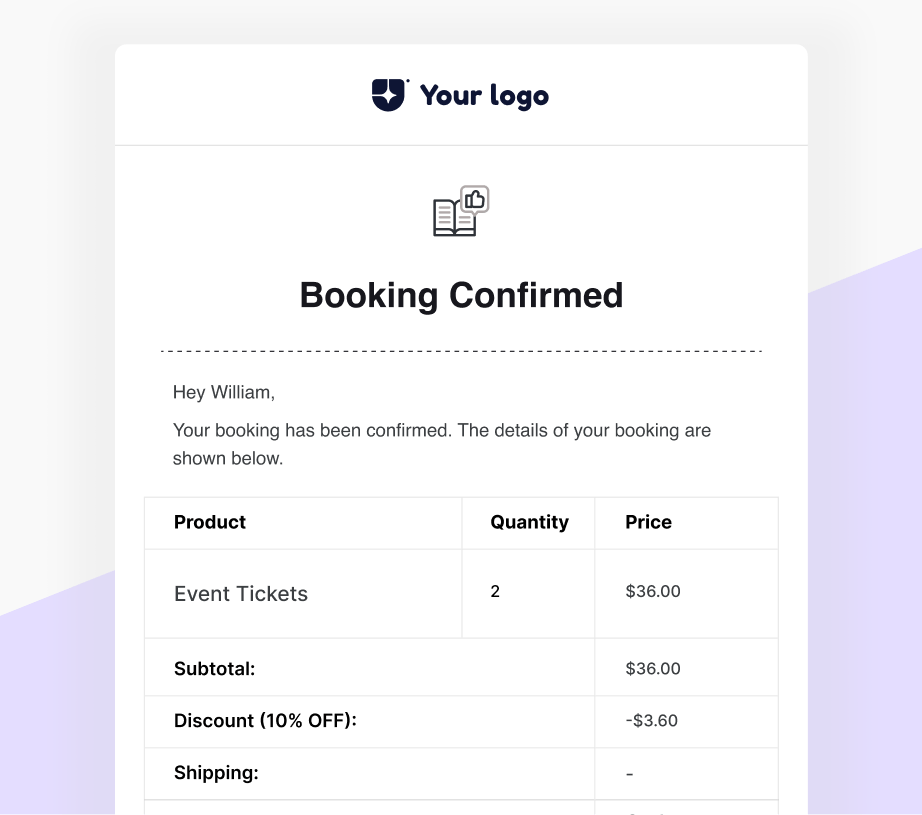 Your logo
Booking Confirmed
Hey William,
Your booking has been confirmed. The details of your booking are
shown below.
Product Quantity Price
Event Tickets 2 $36.00
Subtotal: $36.00
Discount (10% OFF): -$3.60
Shipping: -